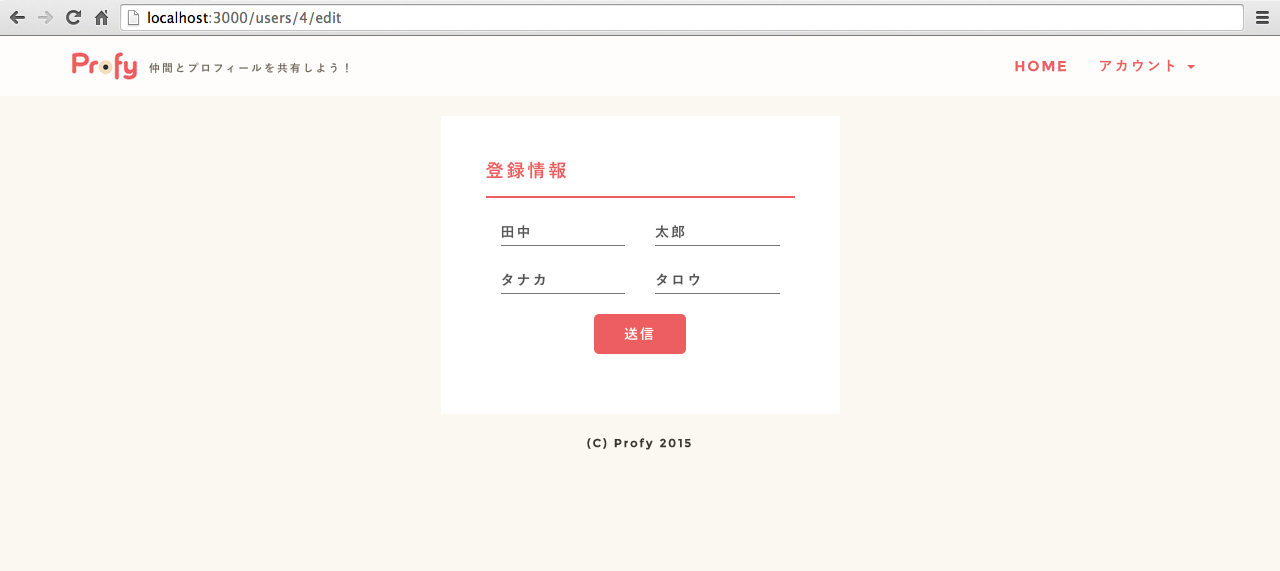 localhost:3000/users/4/edit
Profy 仲間とプロフィールを共有しよう！ HOME アカウント
登録情報
田中 太郎
タナカ タロウ
送信
(C) Profy 2015